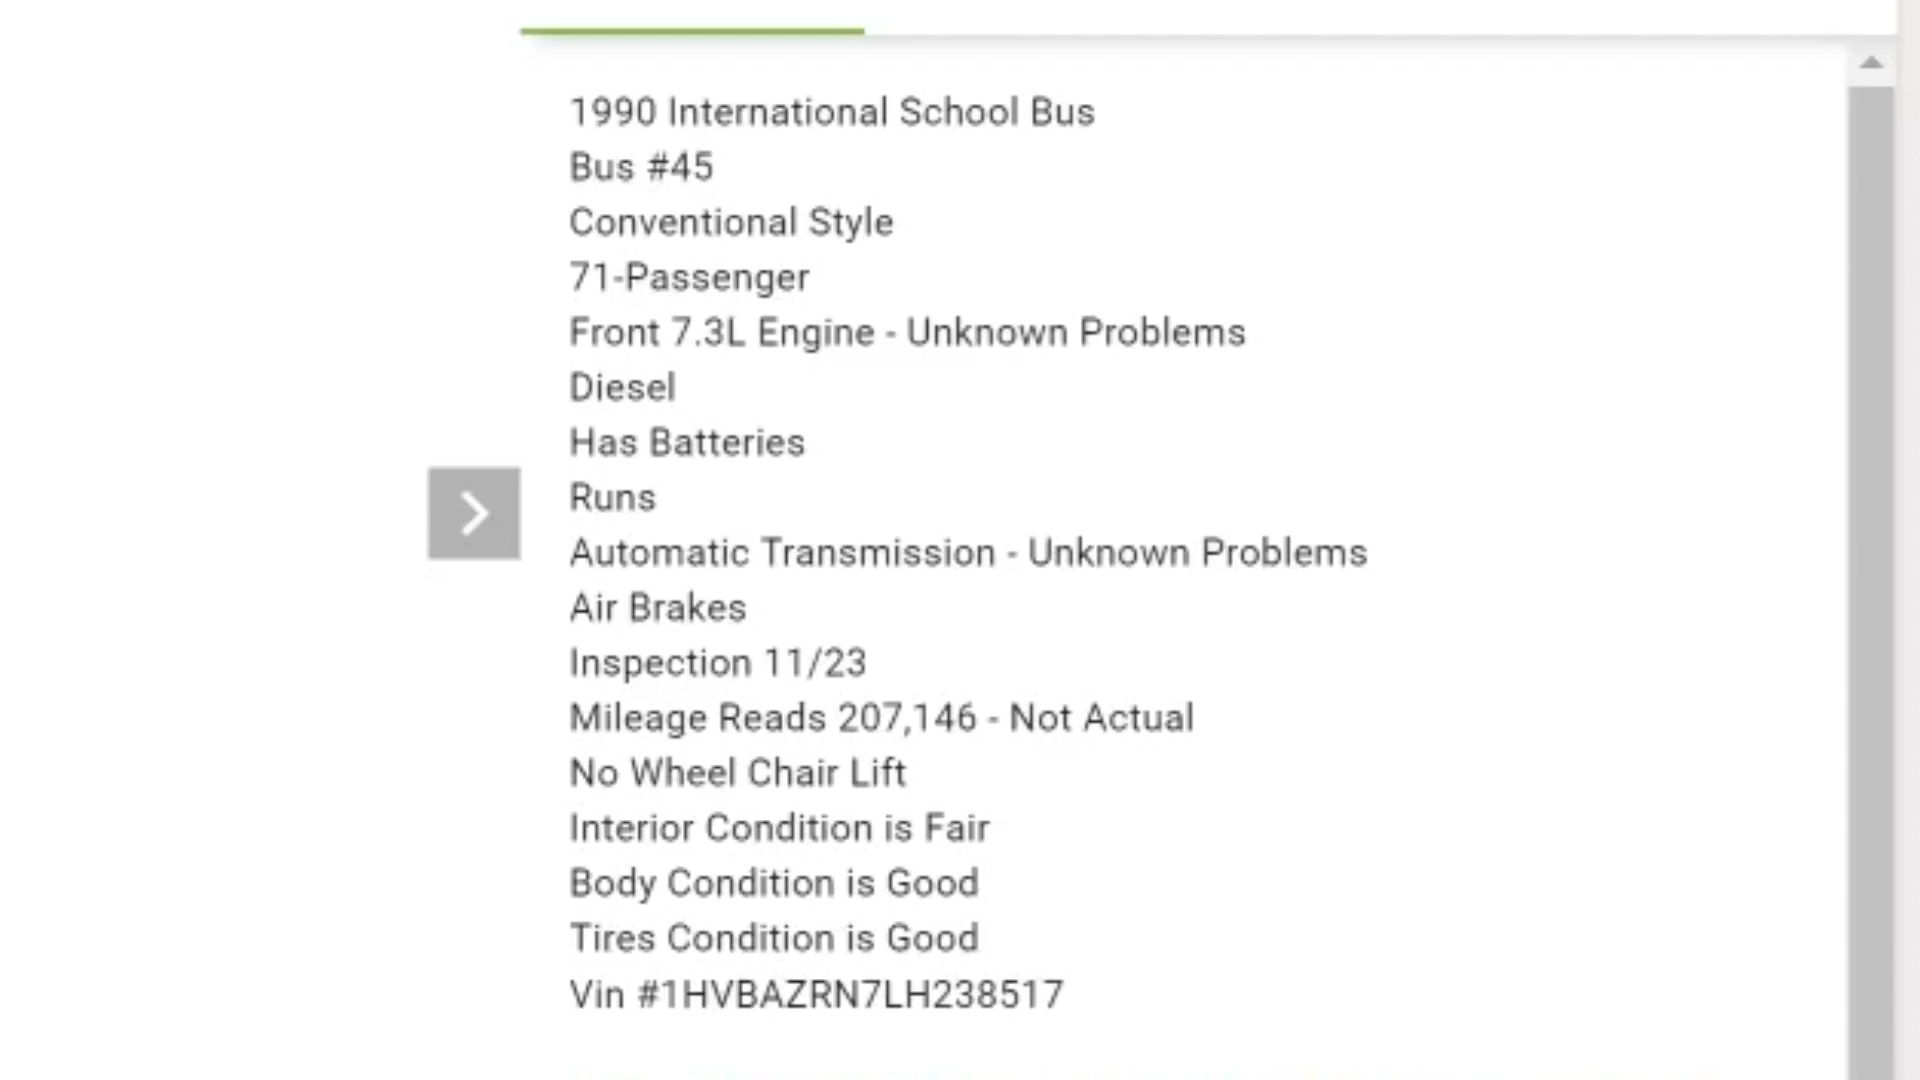 1990 International School Bus
Bus #45
Conventional Style
71-Passenger
Front 7.3L Engine - Unknown Problems
Diesel
Has Batteries
Runs
Automatic Transmission - Unknown Problems
Air Brakes
Inspection 11/23
Mileage Reads 207,146 - Not Actual
No Wheel Chair Lift
Interior Condition is Fair
Body Condition is Good
Tires Condition is Good
Vin #1HVBAZRN7LH238517